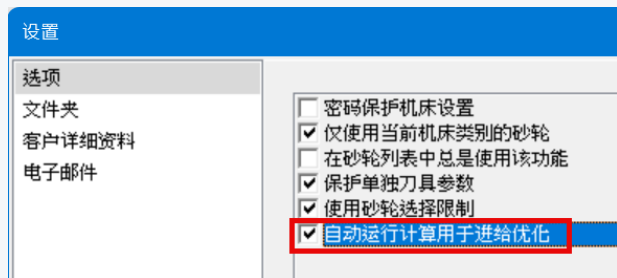 设置
选项
文件夹
客户详细资料
电子邮件
密码保护机床设置
仅使用当前机床类别的砂轮
在砂轮列表中总是使用该功能
保护单独刀具参数
使用砂轮选择限制
自动运行计算用于进给优化